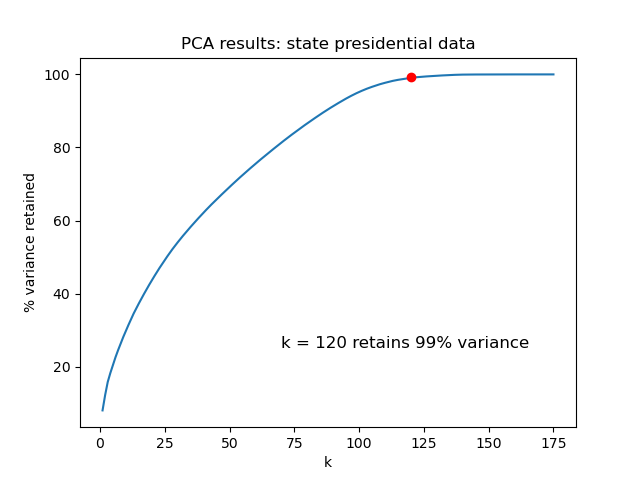 PCA results: state presidential data
% variance retained
100
80
60
40
20
k = 120 retains 99% variance
0 25 50 75 100 125 150 175
k